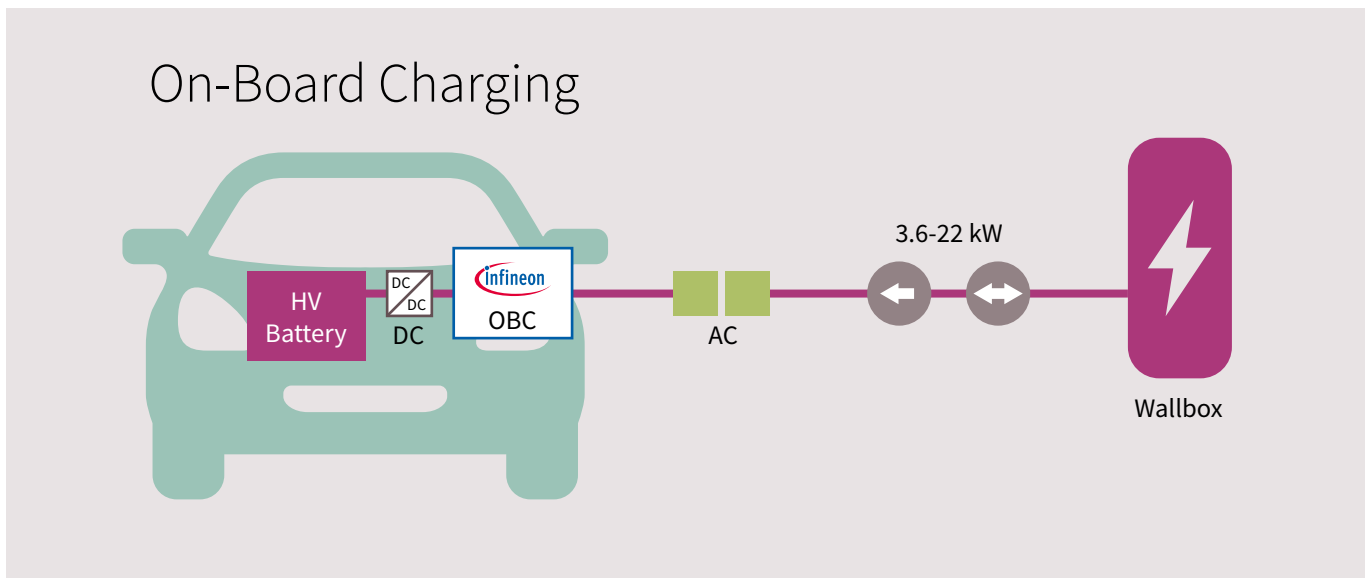 On-Board Charging
3.6-22 kW
HV
Battery
DC
DC
DC
infineon
OBC
AC
Wallbox